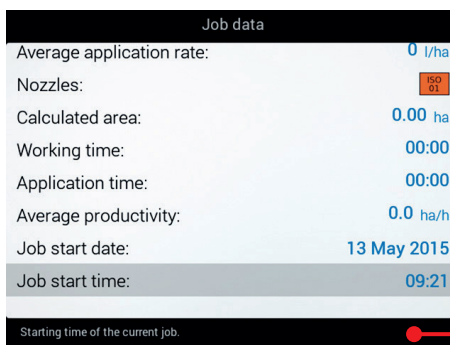 Job data
Average application rate: 0 l/ha
Nozzles: ISO 01
Calculated area: 0.00 ha
Working time: 00:00
Application time: 00:00
Average productivity: 0.0 ha/h
Job start date: 13 May 2015
Job start time: 09:21
Starting time of the current job.